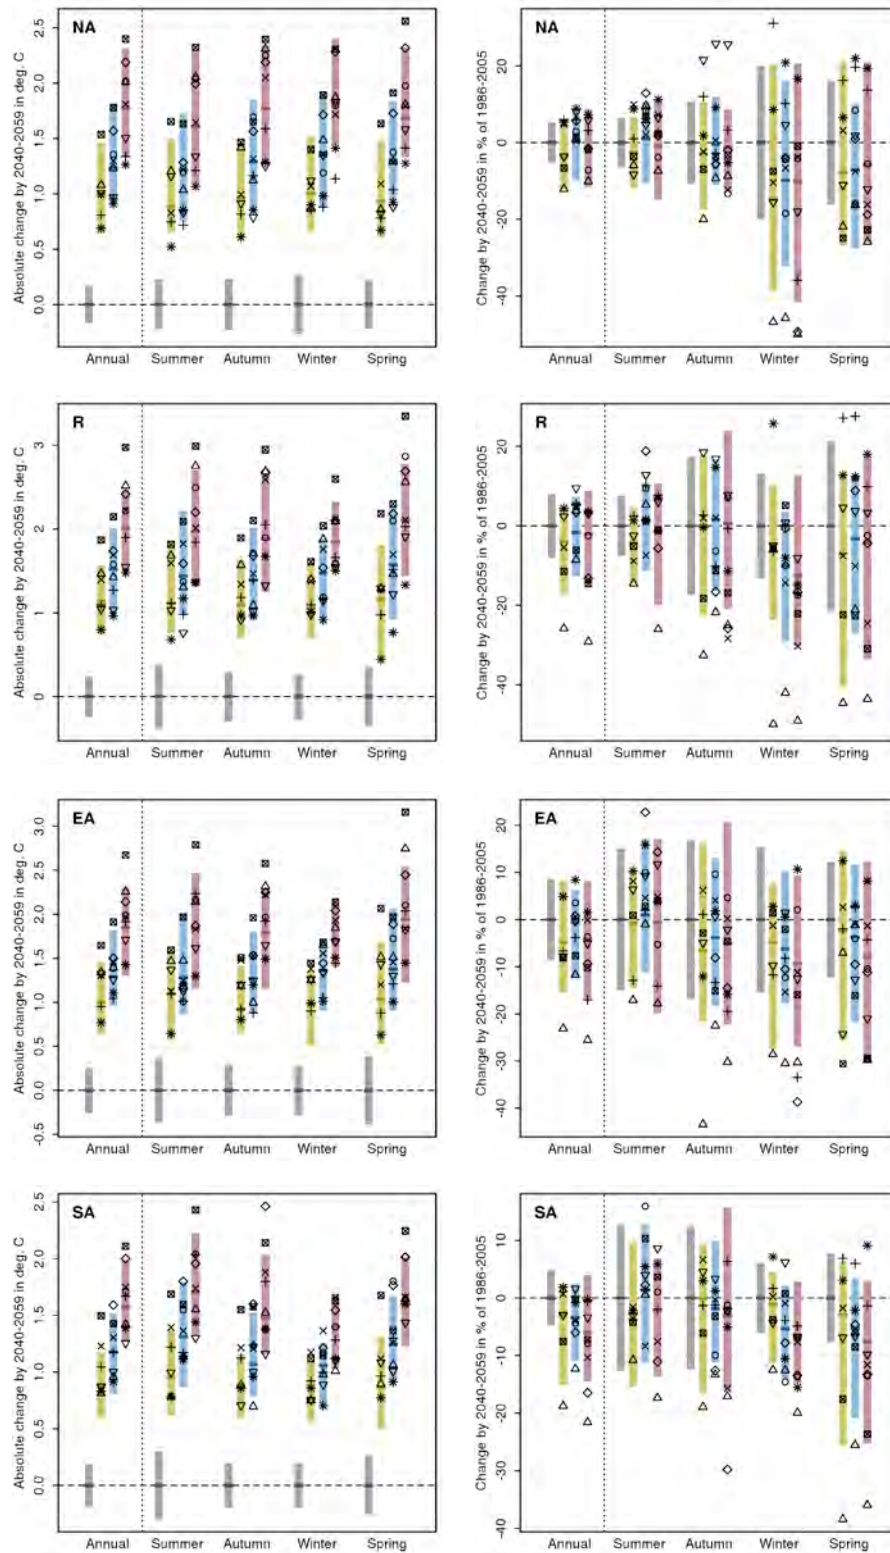 NA
Absolute change by 2040-2059 in deg. C
2.5
2.0
1.5
1.0
0.5
0.0
Annual Summer Autumn Winter Spring
NA
Change by 2040-2059 in % of 1986-2005
20
0
-20
-40
Annual Summer Autumn Winter Spring
R
Absolute change by 2040-2059 in deg. C
3
2
1
0
Annual Summer Autumn Winter Spring
R
Change by 2040-2059 in % of 1986-2005
20
0
-20
-40
Annual Summer Autumn Winter Spring
EA
Absolute change by 2040-2059 in deg. C
3.0
2.5
2.0
1.5
1.0
0.5
0.0
-0.5
Annual Summer Autumn Winter Spring
EA
Change by 2040-2059 in % of 1986-2005
20
10
0
-10
-20
-30
-40
Annual Summer Autumn Winter Spring
SA
Absolute change by 2040-2059 in deg. C
2.5
2.0
1.5
1.0
0.5
0.0
Annual Summer Autumn Winter Spring
SA
Change by 2040-2059 in % of 1986-2005
10
0
-10
-20
-30
-40
Annual Summer Autumn Winter Spring